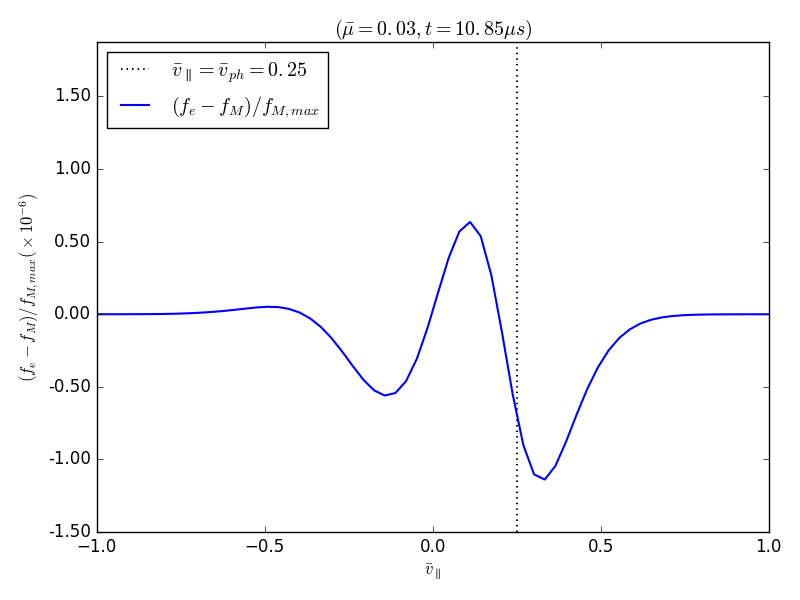 (μ̄ = 0.03, t = 10.85μs)
v̄∥ = v̄ph = 0.25
(fe − fM)/fM,max
(fe − fM)/fM,max(×10⁻⁶)
1.50
1.00
0.50
0.00
-0.50
-1.00
-1.50
−1.0 −0.5 0.0 0.5 1.0
v̄∥